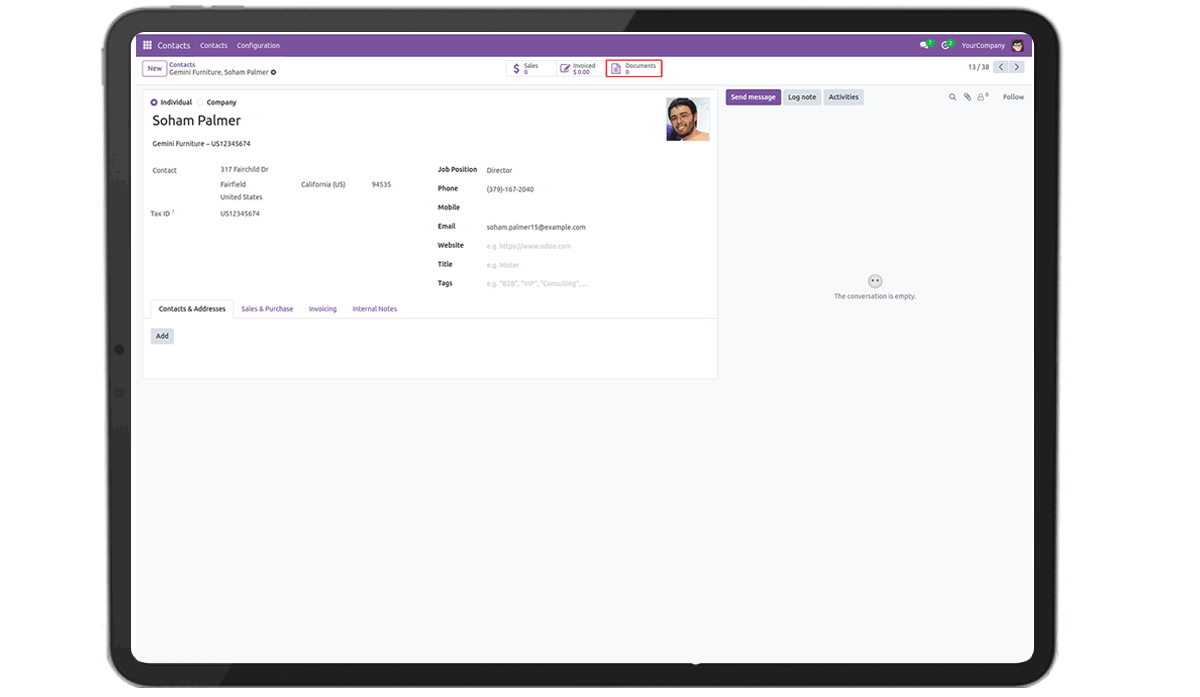 Contacts Contacts Configuration
7 2 YourCompany
New Contacts
Gemini Furniture, Soham Palmer
Sales 0
Invoiced $ 0.00
Documents 0
13 / 38
Individual Company
Soham Palmer
Gemini Furniture – US12345674
Contact 317 Fairchild Dr
Fairfield California (US) 94535
United States
Tax ID ? US12345674
Job Position Director
Phone (379)-167-2040
Mobile
Email soham.palmer15@example.com
Website e.g. https://www.odoo.com
Title e.g. Mister
Tags e.g. "B2B", "VIP", "Consulting", ...
Contacts & Addresses Sales & Purchase Invoicing Internal Notes
Add
Send message Log note Activities 0 Follow
The conversation is empty.